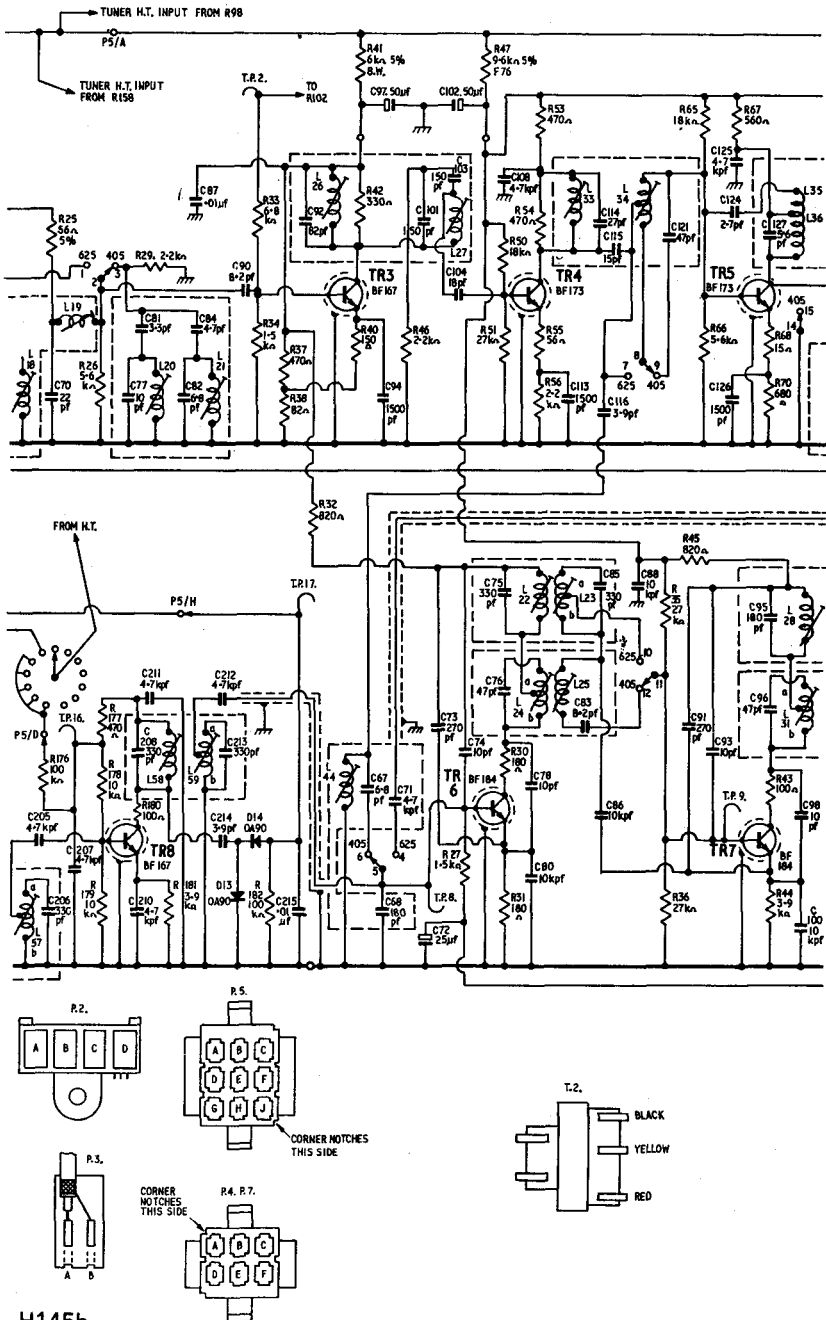 TUNER H.T. INPUT FROM R98
P5/A
TUNER H.T. INPUT
FROM R158
T.P.2.
TO
R102
R41
6kΩ 5%
8.W.
R47
9·6kΩ 5%
F76
C97. 50µf
C102. 50µf
R53
470Ω
R65
18kΩ
R67
560Ω
C125
4·7
kpf
C87
·01µf
R33
6·8
kΩ
L
26
C92
82pf
R42
330Ω
C
103
150
pf
C
101
150
pf
L27
C108
4·7kpf
R54
470Ω
L
33
C114
27pf
C115
15pf
L
34
C121
47pf
C124
2·7pf
C127
5·6
pf
L35
L36
R25
56Ω
5%
625
405
2
3
R29. 2·2kΩ
C90
8·2pf
TR3
BF167
C104
18pf
R50
18kΩ
TR4
BF173
TR5
BF173
405
15
14
L19
L
18
C70
22
pf
R26
5·6
kΩ
C81
3·3pf
C84
4·7pf
C77
10
pf
L20
C82
6·8
pf
L
21
R34
1·5
kΩ
R37
470Ω
R38
82Ω
R40
150
Ω
C94
1500
pf
R46
2·2kΩ
R51
27kΩ
R55
56Ω
R56
2·2
kΩ
C113
1500
pf
7
625
8
9
405
C116
3·9pf
R66
5·6kΩ
C126
1500
pf
R68
15Ω
R70
680
Ω
R32
820Ω
FROM H.T.
T.P.17.
P5/H
R45
820Ω
C75
330
pf
L
22
a
L23
b
C85
330
pf
C88
10
kpf
R
35
27
kΩ
C95
180
pf
L
28
625
10
405
11
12
C76
47pf
a
L
24
b
L25
C83
8·2pf
C91
270
pf
C93
10pf
C96
47pf
a
L
31
b
T.P.16.
P5/D
R176
100
kΩ
R
177
470
Ω
R
178
10
kΩ
C211
4·7kpf
C212
4·7kpf
C
208
330
pf
L58
L
59
a
b
C213
330pf
R180
100Ω
C205
4·7kpf
C207
4·7kpf
TR8
BF167
C214
3·9pf
D14
OA90
D13
OA90
R
182
100
kΩ
C215
·01
µf
a
L
57
b
C206
330
pf
R
179
10
kΩ
C210
4·7
kpf
R
181
3·9
kΩ
L
44
C67
6·8
pf
C71
4·7
kpf
405
6
5
625
4
C68
180
pf
C73
270
pf
C74
10pf
R30
180
Ω
TR
6
BF184
C78
10pf
C80
10kpf
R27
1·5kΩ
T.P.8.
C72
25µf
R31
180
Ω
C86
10kpf
T.P.9.
TR7
BF
184
R43
100Ω
C98
10
pf
R36
27kΩ
R44
3·9
kΩ
C
100
10
kpf
P.2.
A B C D
P.5.
A B C
D E F
G H J
CORNER NOTCHES
THIS SIDE
P.3.
A B
CORNER
NOTCHES
THIS SIDE
P.4. P.7.
A B C
D E F
T.2.
BLACK
YELLOW
RED